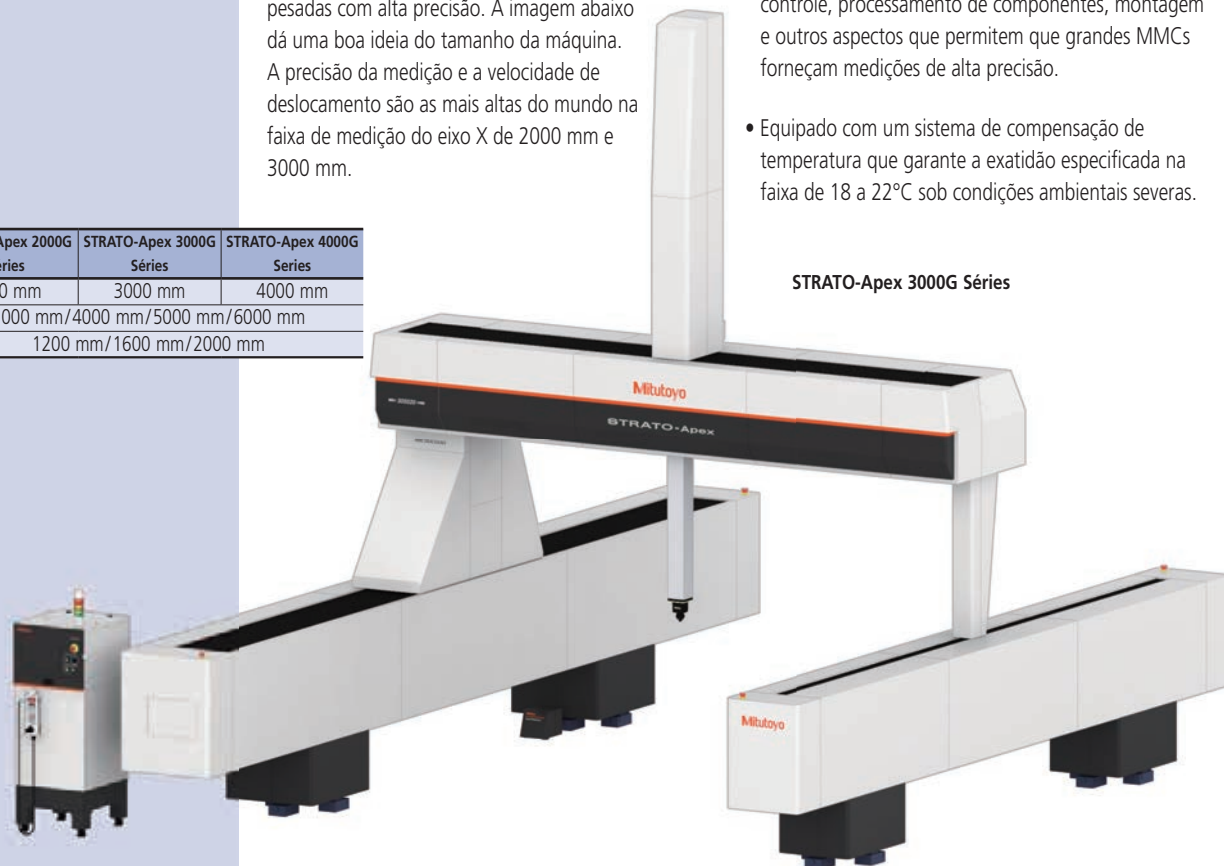 pesadas com alta precisão. A imagem abaixo
dá uma boa ideia do tamanho da máquina.
A precisão da medição e a velocidade de
deslocamento são as mais altas do mundo na
faixa de medição do eixo X de 2000 mm e
3000 mm.
controle, processamento de componentes, montagem
e outros aspectos que permitem que grandes MMCs
forneçam medições de alta precisão.
• Equipado com um sistema de compensação de
temperatura que garante a exatidão especificada na
faixa de 18 a 22°C sob condições ambientais severas.
Apex 2000G STRATO-Apex 3000G STRATO-Apex 4000G
Séries Series
0 mm 3000 mm 4000 mm
000 mm/4000 mm/5000 mm/6000 mm
1200 mm/1600 mm/2000 mm
STRATO-Apex 3000G Séries
Mitutoyo
STRATO-Apex
Mitutoyo